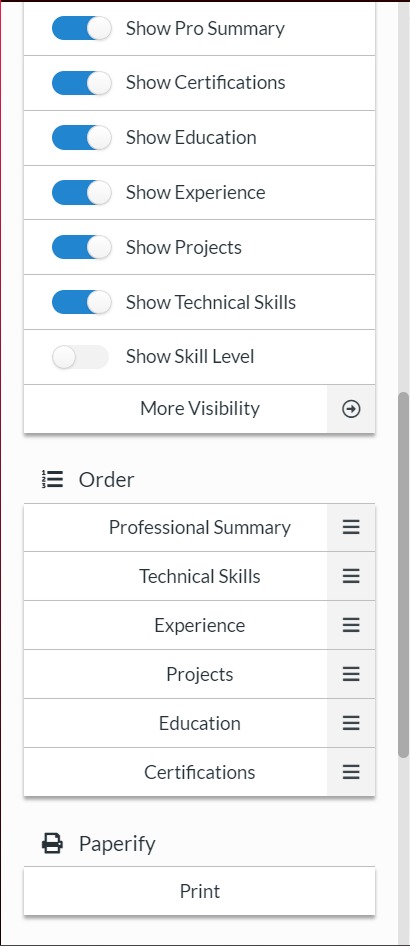 Show Pro Summary
Show Certifications
Show Education
Show Experience
Show Projects
Show Technical Skills
Show Skill Level
More Visibility
Order
Professional Summary
Technical Skills
Experience
Projects
Education
Certifications
Paperify
Print